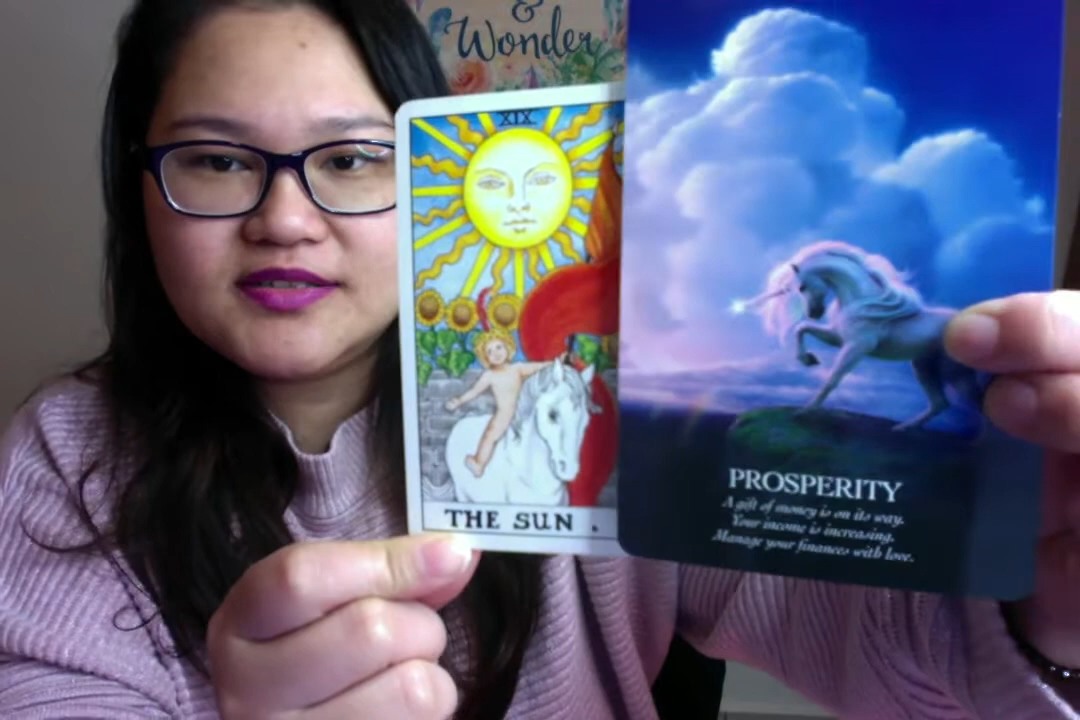 &
Wonder
XIX
THE SUN .
PROSPERITY
A gift of money is on its way.
Your income is increasing.
Manage your finances with love.